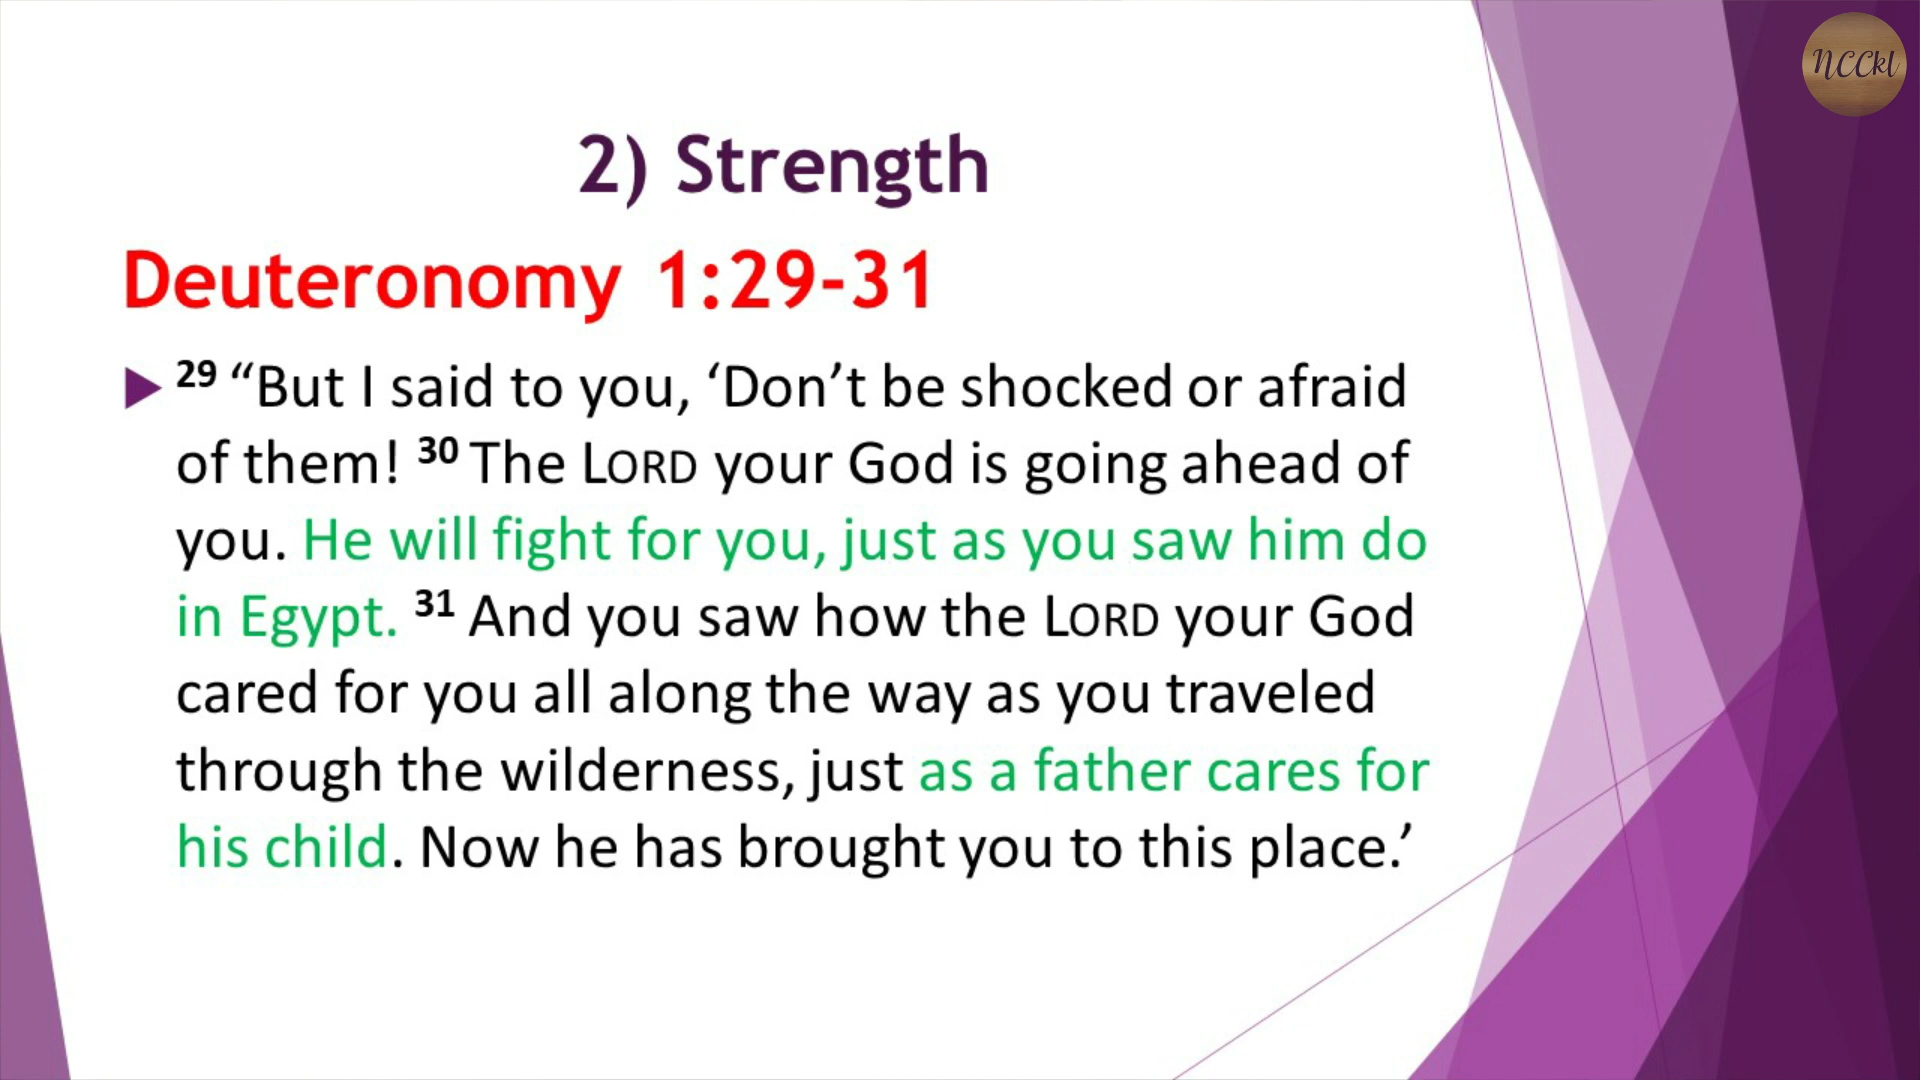 NCCkl
2) Strength
Deuteronomy 1:29-31
29 “But I said to you, ‘Don’t be shocked or afraid
of them! 30 The LORD your God is going ahead of
you. He will fight for you, just as you saw him do
in Egypt. 31 And you saw how the LORD your God
cared for you all along the way as you traveled
through the wilderness, just as a father cares for
his child. Now he has brought you to this place.’